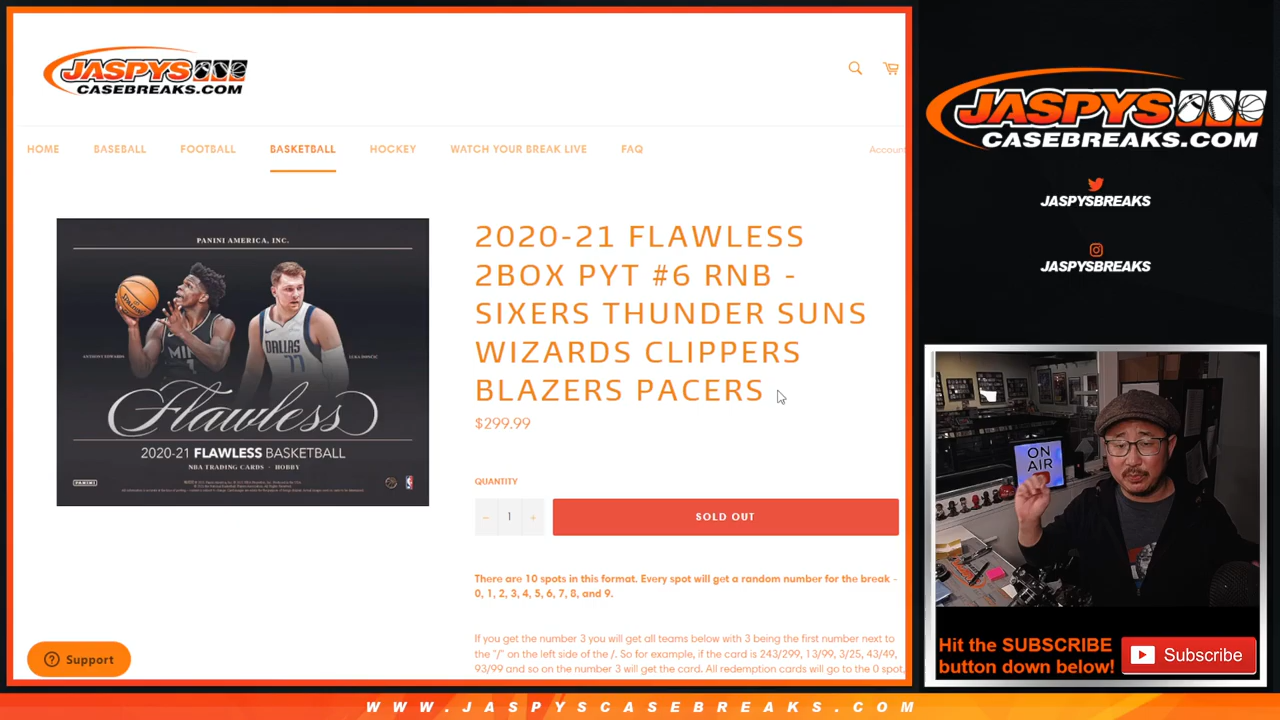 JASPYS
CASEBREAKS.COM
HOME
BASEBALL
FOOTBALL
BASKETBALL
HOCKEY
WATCH YOUR BREAK LIVE
FAQ
Account
PANINI AMERICA, INC.
ANTHONY EDWARDS
LUKA DONČIĆ
MIN
DALLAS
77
Flawless
2020-21 FLAWLESS BASKETBALL
NBA TRADING CARDS • HOBBY
PANINI
2020-21 FLAWLESS
2BOX PYT #6 RNB -
SIXERS THUNDER SUNS
WIZARDS CLIPPERS
BLAZERS PACERS
$299.99
QUANTITY
− 1 +
SOLD OUT
There are 10 spots in this format. Every spot will get a random number for the break -
0, 1, 2, 3, 4, 5, 6, 7, 8, and 9.
If you get the number 3 you will get all teams below with 3 being the first number next to
the "/" on the left side of the /. So for example, if the card is 243/299, 13/99, 3/25, 43/49,
93/99 and so on the number 3 will get the card. All redemption cards will go to the 0 spot.
Support
JASPYS
CASEBREAKS.COM
JASPYSBREAKS
JASPYSBREAKS
ON
AIR
Hit the SUBSCRIBE
button down below!
Subscribe
WWW.JASPYSCASEBREAKS.COM